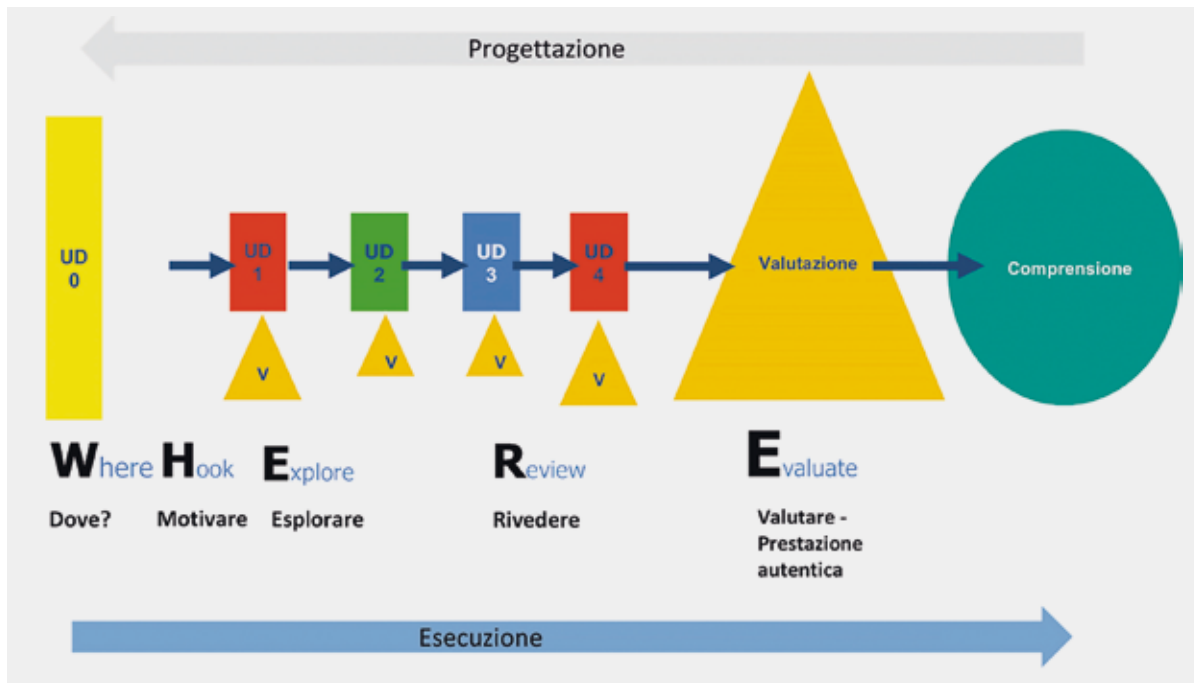 Progettazione
UD
0
UD
1
UD
2
UD
3
UD
4
Valutazione
Comprensione
V
V
V
V
Where Hook Explore Review Evaluate
Dove? Motivare Esplorare Rivedere Valutare -
Prestazione
autentica
Esecuzione